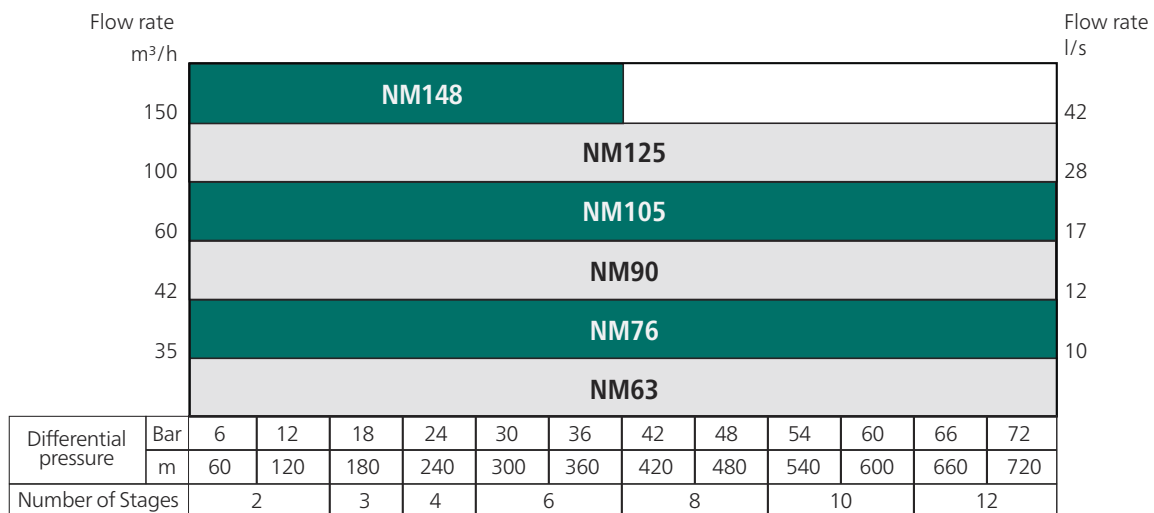 Flow rate
m³/h
Flow rate
l/s
NM148
150
42
NM125
100
28
NM105
60
17
NM90
42
12
NM76
35
10
NM63
Differential pressure
Bar 6 12 18 24 30 36 42 48 54 60 66 72
m 60 120 180 240 300 360 420 480 540 600 660 720
Number of Stages 2 3 4 6 8 10 12